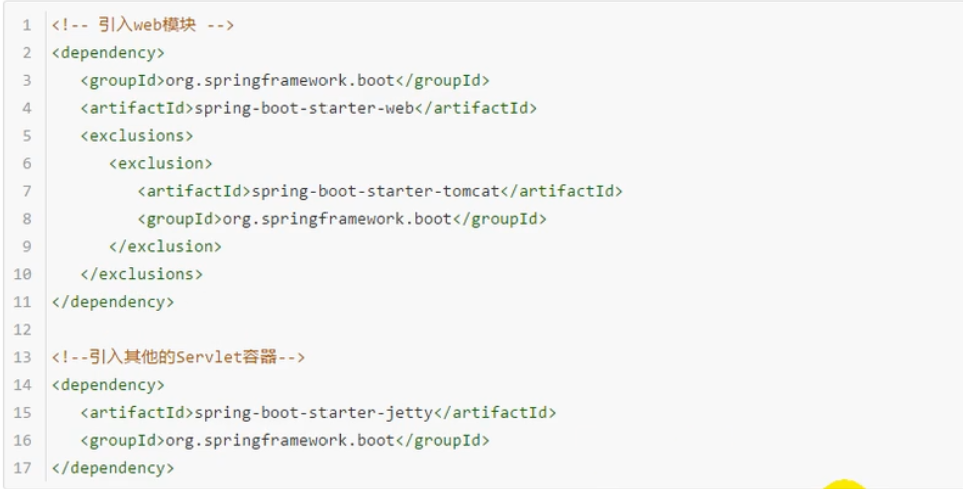 1 <!-- 引入web模块 -->
2 <dependency>
3    <groupId>org.springframework.boot</groupId>
4    <artifactId>spring-boot-starter-web</artifactId>
5    <exclusions>
6       <exclusion>
7          <artifactId>spring-boot-starter-tomcat</artifactId>
8          <groupId>org.springframework.boot</groupId>
9       </exclusion>
10    </exclusions>
11 </dependency>
12
13 <!--引入其他的Servlet容器-->
14 <dependency>
15    <artifactId>spring-boot-starter-jetty</artifactId>
16    <groupId>org.springframework.boot</groupId>
17 </dependency>